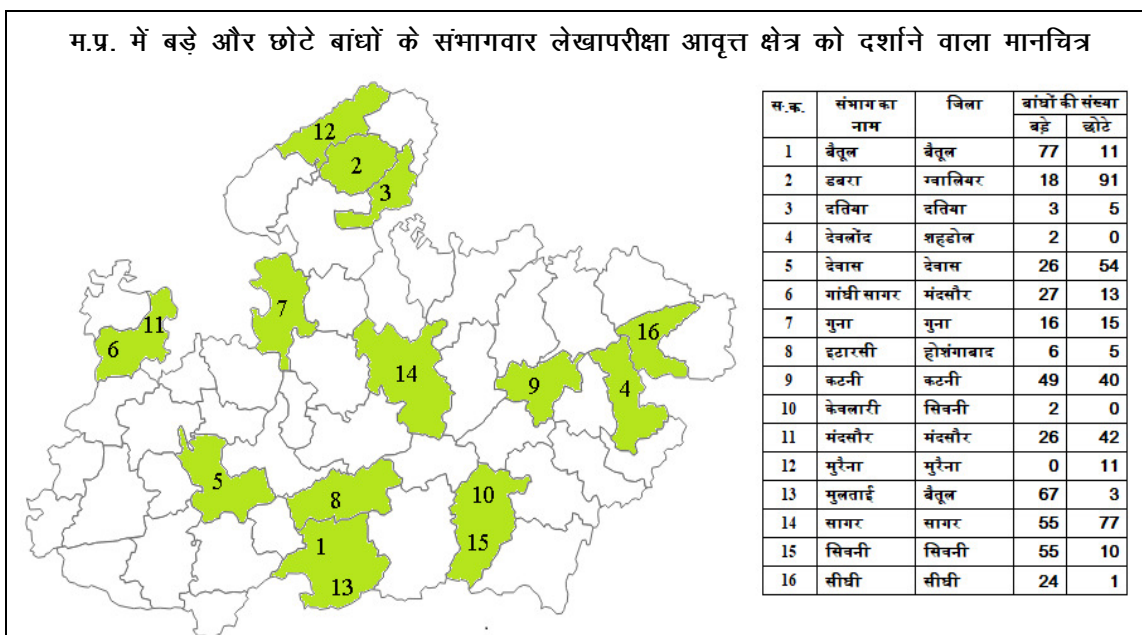 म.प्र. में बड़े और छोटे बांधों के संभागवार लेखापरीक्षा आवृत्त क्षेत्र को दर्शाने वाला मानचित्र
12
2
3
7
11
6
16
14
9
4
5
8
10
1
15
13
स.क्र. संभाग का नाम जिला बांधों की संख्या
बड़े छोटे
1 बैतूल बैतूल 77 11
2 डबरा ग्वालियर 18 91
3 दतिया दतिया 3 5
4 देवलोंद शहडोल 2 0
5 देवास देवास 26 54
6 गांधी सागर मंदसौर 27 13
7 गुना गुना 16 15
8 इटारसी होशंगाबाद 6 5
9 कटनी कटनी 49 40
10 केवलारी सिवनी 2 0
11 मंदसौर मंदसौर 26 42
12 मुरैना मुरैना 0 11
13 मुलताई बैतूल 67 3
14 सागर सागर 55 77
15 सिवनी सिवनी 55 10
16 सीधी सीधी 24 1